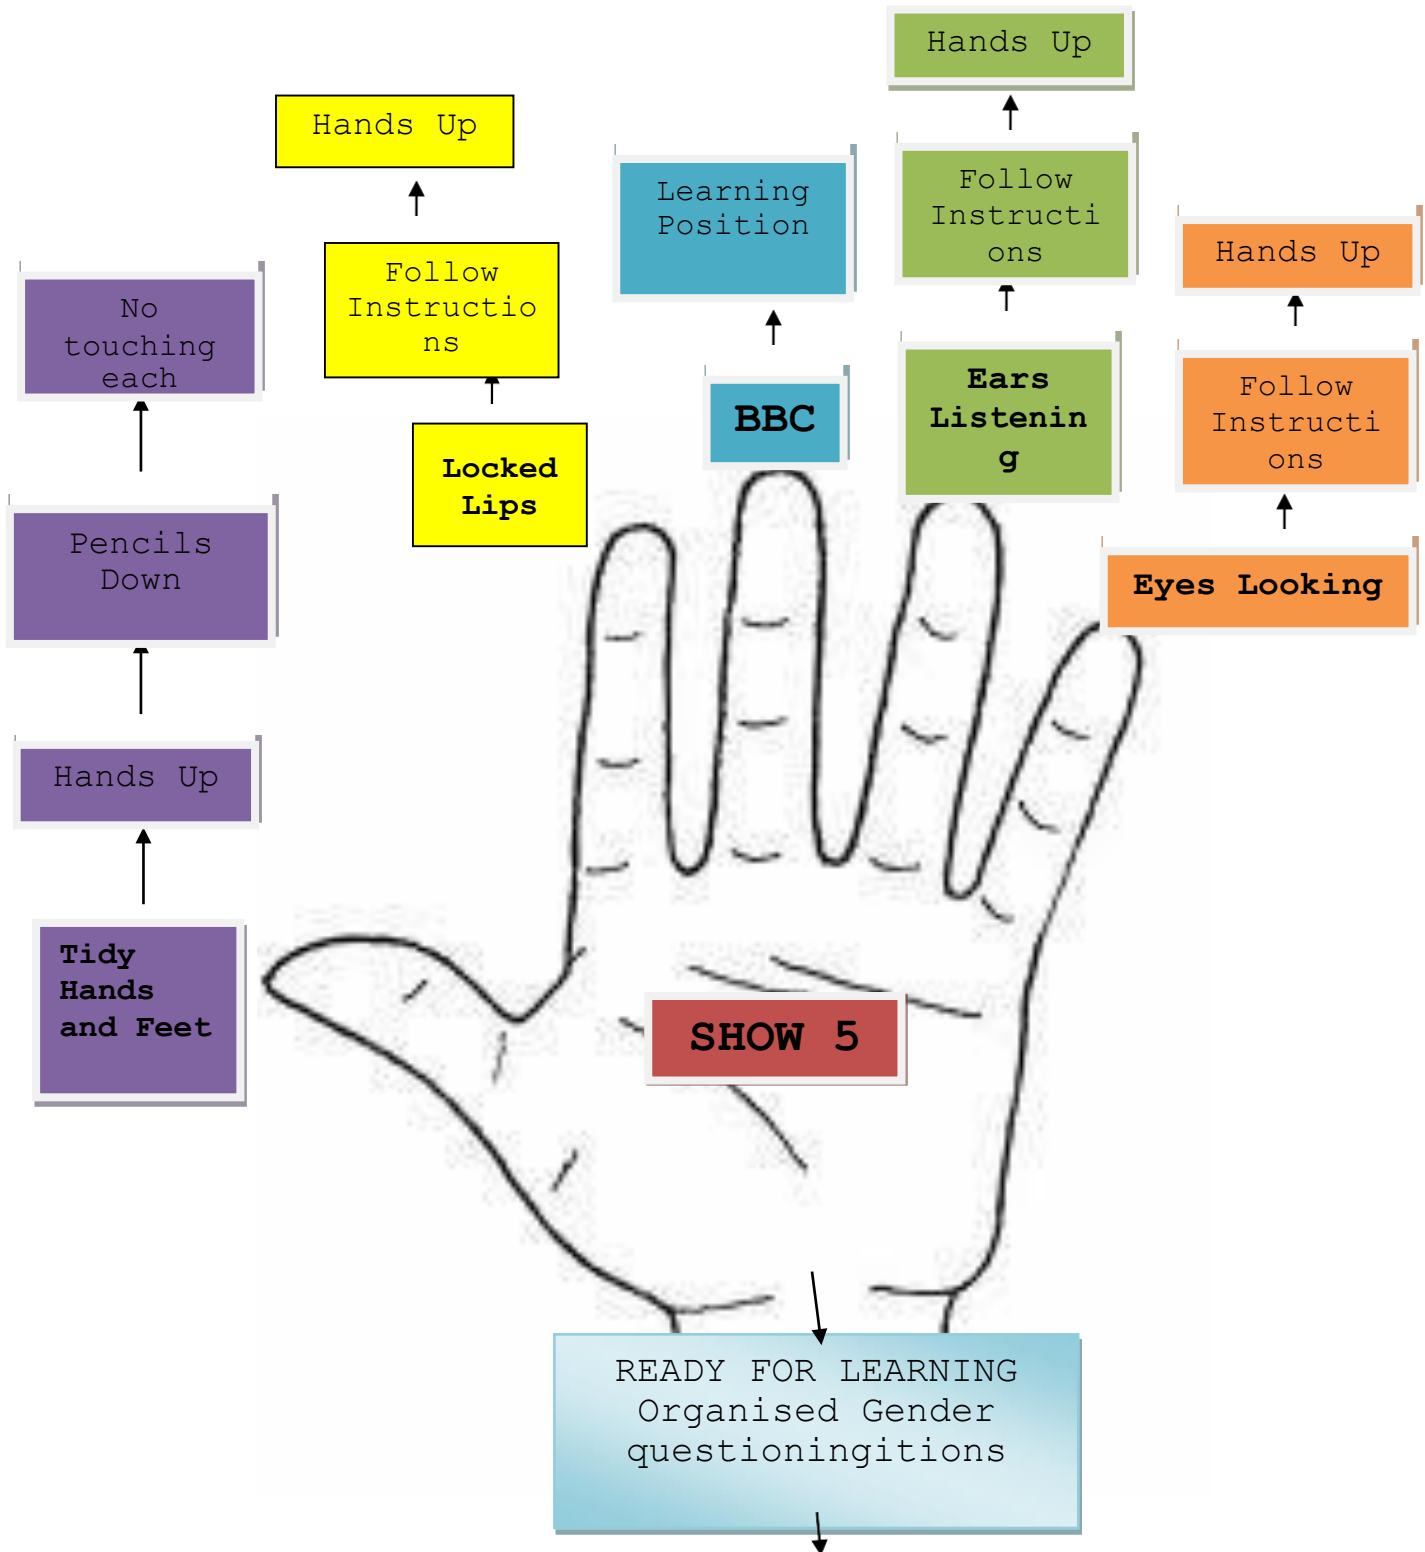 Hands Up
Hands Up
Learning
Position
Follow
Instructi
ons
Hands Up
Follow
Instructio
ns
No
touching
each
BBC
Ears
Listenin
g
Follow
Instructi
ons
Locked
Lips
Pencils
Down
Eyes Looking
Hands Up
Tidy
Hands
and Feet
SHOW 5
READY FOR LEARNING
Organised Gender
questioningitions